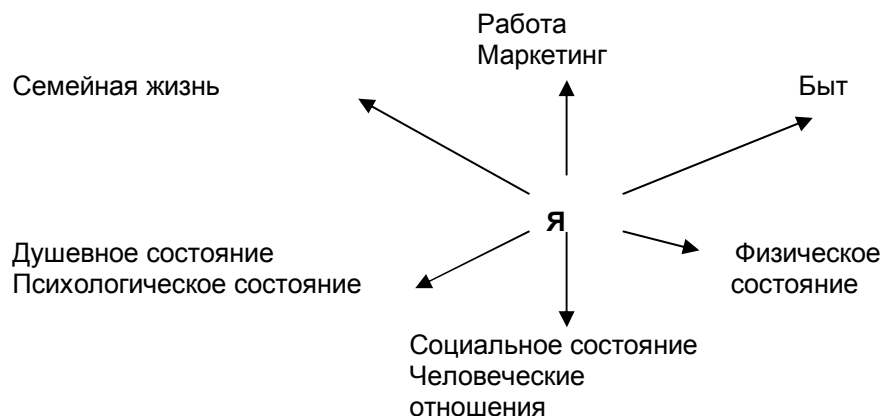 Работа
Маркетинг
Семейная жизнь
Быт
Я
Душевное состояние
Психологическое состояние
Физическое
состояние
Социальное состояние
Человеческие
отношения